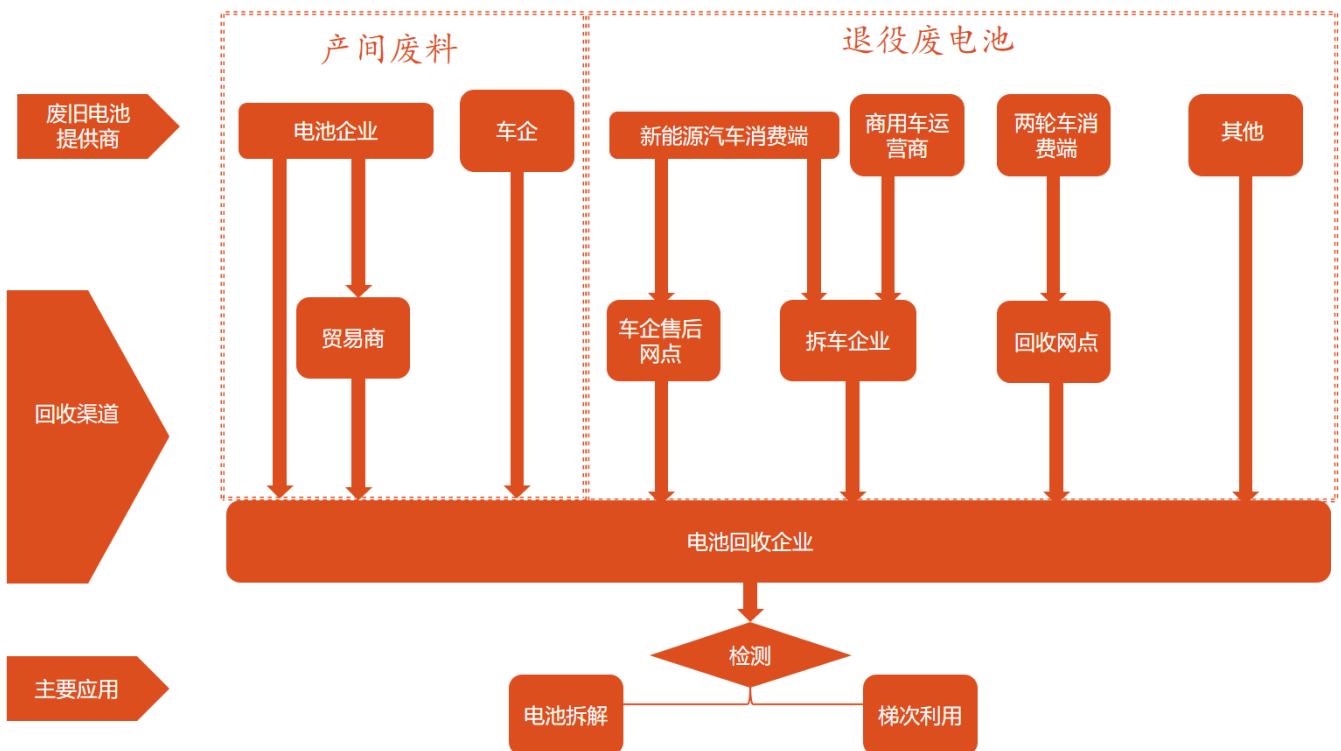 产间废料
退役废电池
废旧电池
提供商
电池企业
车企
新能源汽车消费端
商用车运
营商
两轮车消
费端
其他
回收渠道
贸易商
车企售后
网点
拆车企业
回收网点
电池回收企业
主要应用
检测
电池拆解
梯次利用